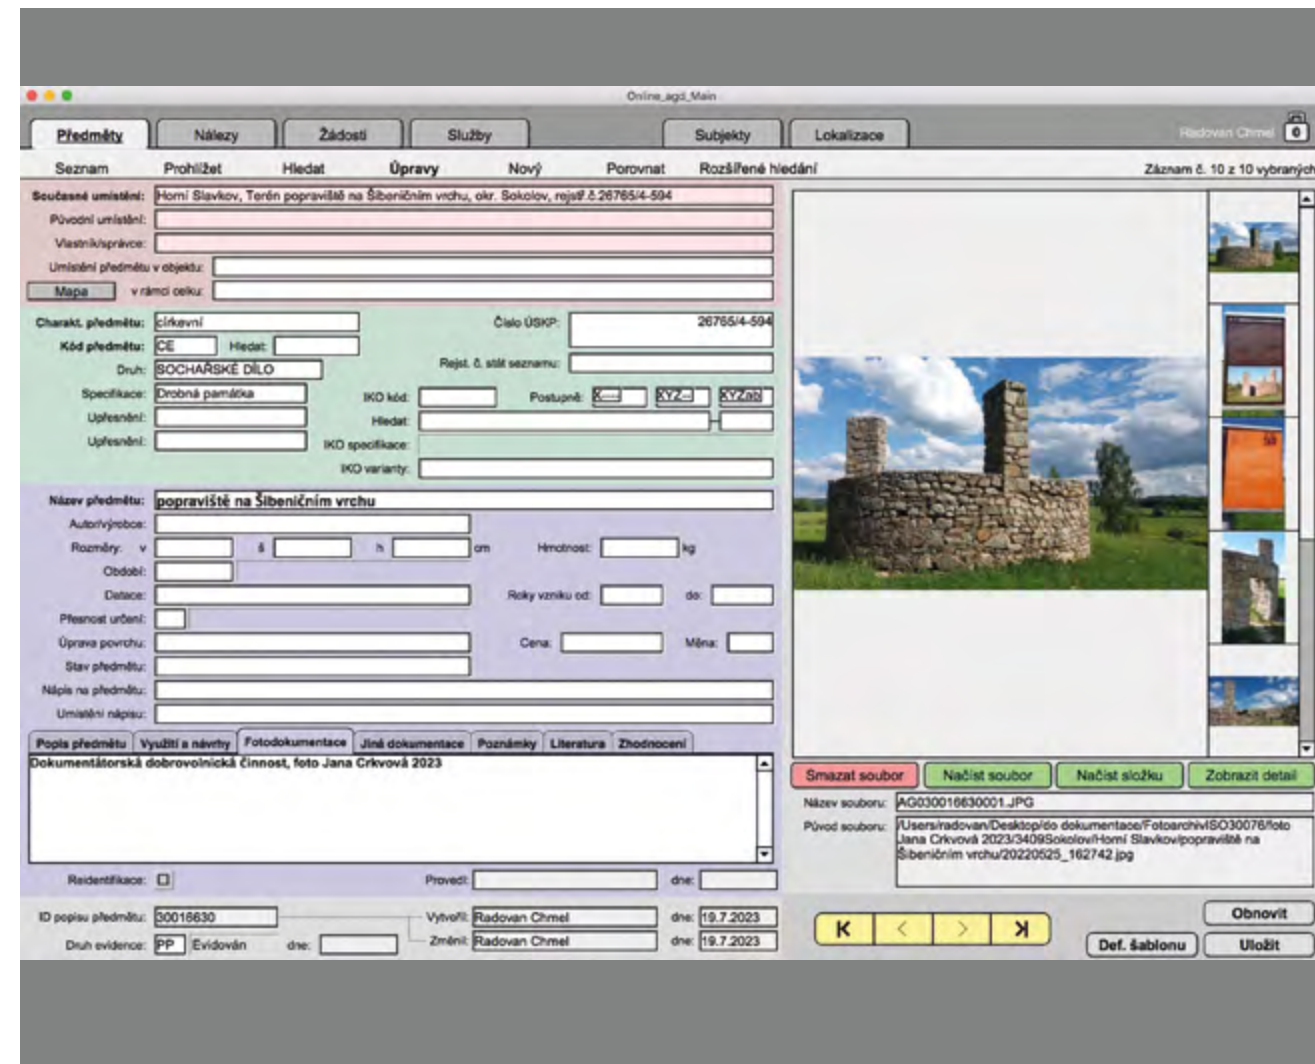 Online_agd_Main
Předměty Nálezy Žádosti Služby Subjekty Lokalizace Radovan Chmel 0
Seznam Prohlížet Hledat Úpravy Nový Porovnat Rozšířené hledání Záznam č. 10 z 10 vybraných
Současné umístění: Horní Slavkov, Terén popraviště na Šibeničním vrchu, okr. Sokolov, rejstř.č.26765/4-594
Původní umístění:
Vlastník/správce:
Umístění předmětu v objektu:
Mapa v rámci celku:
Charakt. předmětu: církevní Číslo ÚSKP: 26765/4-594
Kód předmětu: CE Hledat:
Druh: SOCHAŘSKÉ DÍLO Rejst. č. stát seznamu:
Specifikace: Drobná památka IKO kód: Postupně: X---- XYZ-- XYZab
Upřesnění: Hledat:
Upřesnění: IKO specifikace:
IKO varianty:
Název předmětu: popraviště na Šibeničním vrchu
Autor/výrobce:
Rozměry: v š h cm Hmotnost: kg
Období:
Datace: Roky vzniku od: do:
Přesnost určení:
Úprava povrchu: Cena: Měna:
Stav předmětu:
Nápis na předmětu:
Umístění nápisu:
Popis předmětu Využití a návrhy Fotodokumentace Jiná dokumentace Poznámky Literatura Zhodnocení
Dokumentátorská dobrovolnická činnost, foto Jana Crkvová 2023
Smazat soubor Načíst soubor Načíst složku Zobrazit detail
Název souboru: AG030016630001.JPG
Původ souboru: /Users/radovan/Desktop/do dokumentace/FotoarchivISO30076/foto
Jana Crkvová 2023/3409Sokolov/Horní Slavkov/popraviště na
Šibeničním vrchu/20220525_162742.jpg
Reidentifikace: Provedl: dne:
ID popisu předmětu: 30016630 Vytvořil: Radovan Chmel dne: 19.7.2023
Druh evidence: PP Evidován dne: Změnil: Radovan Chmel dne: 19.7.2023
Obnovit
Def. šablonu Uložit